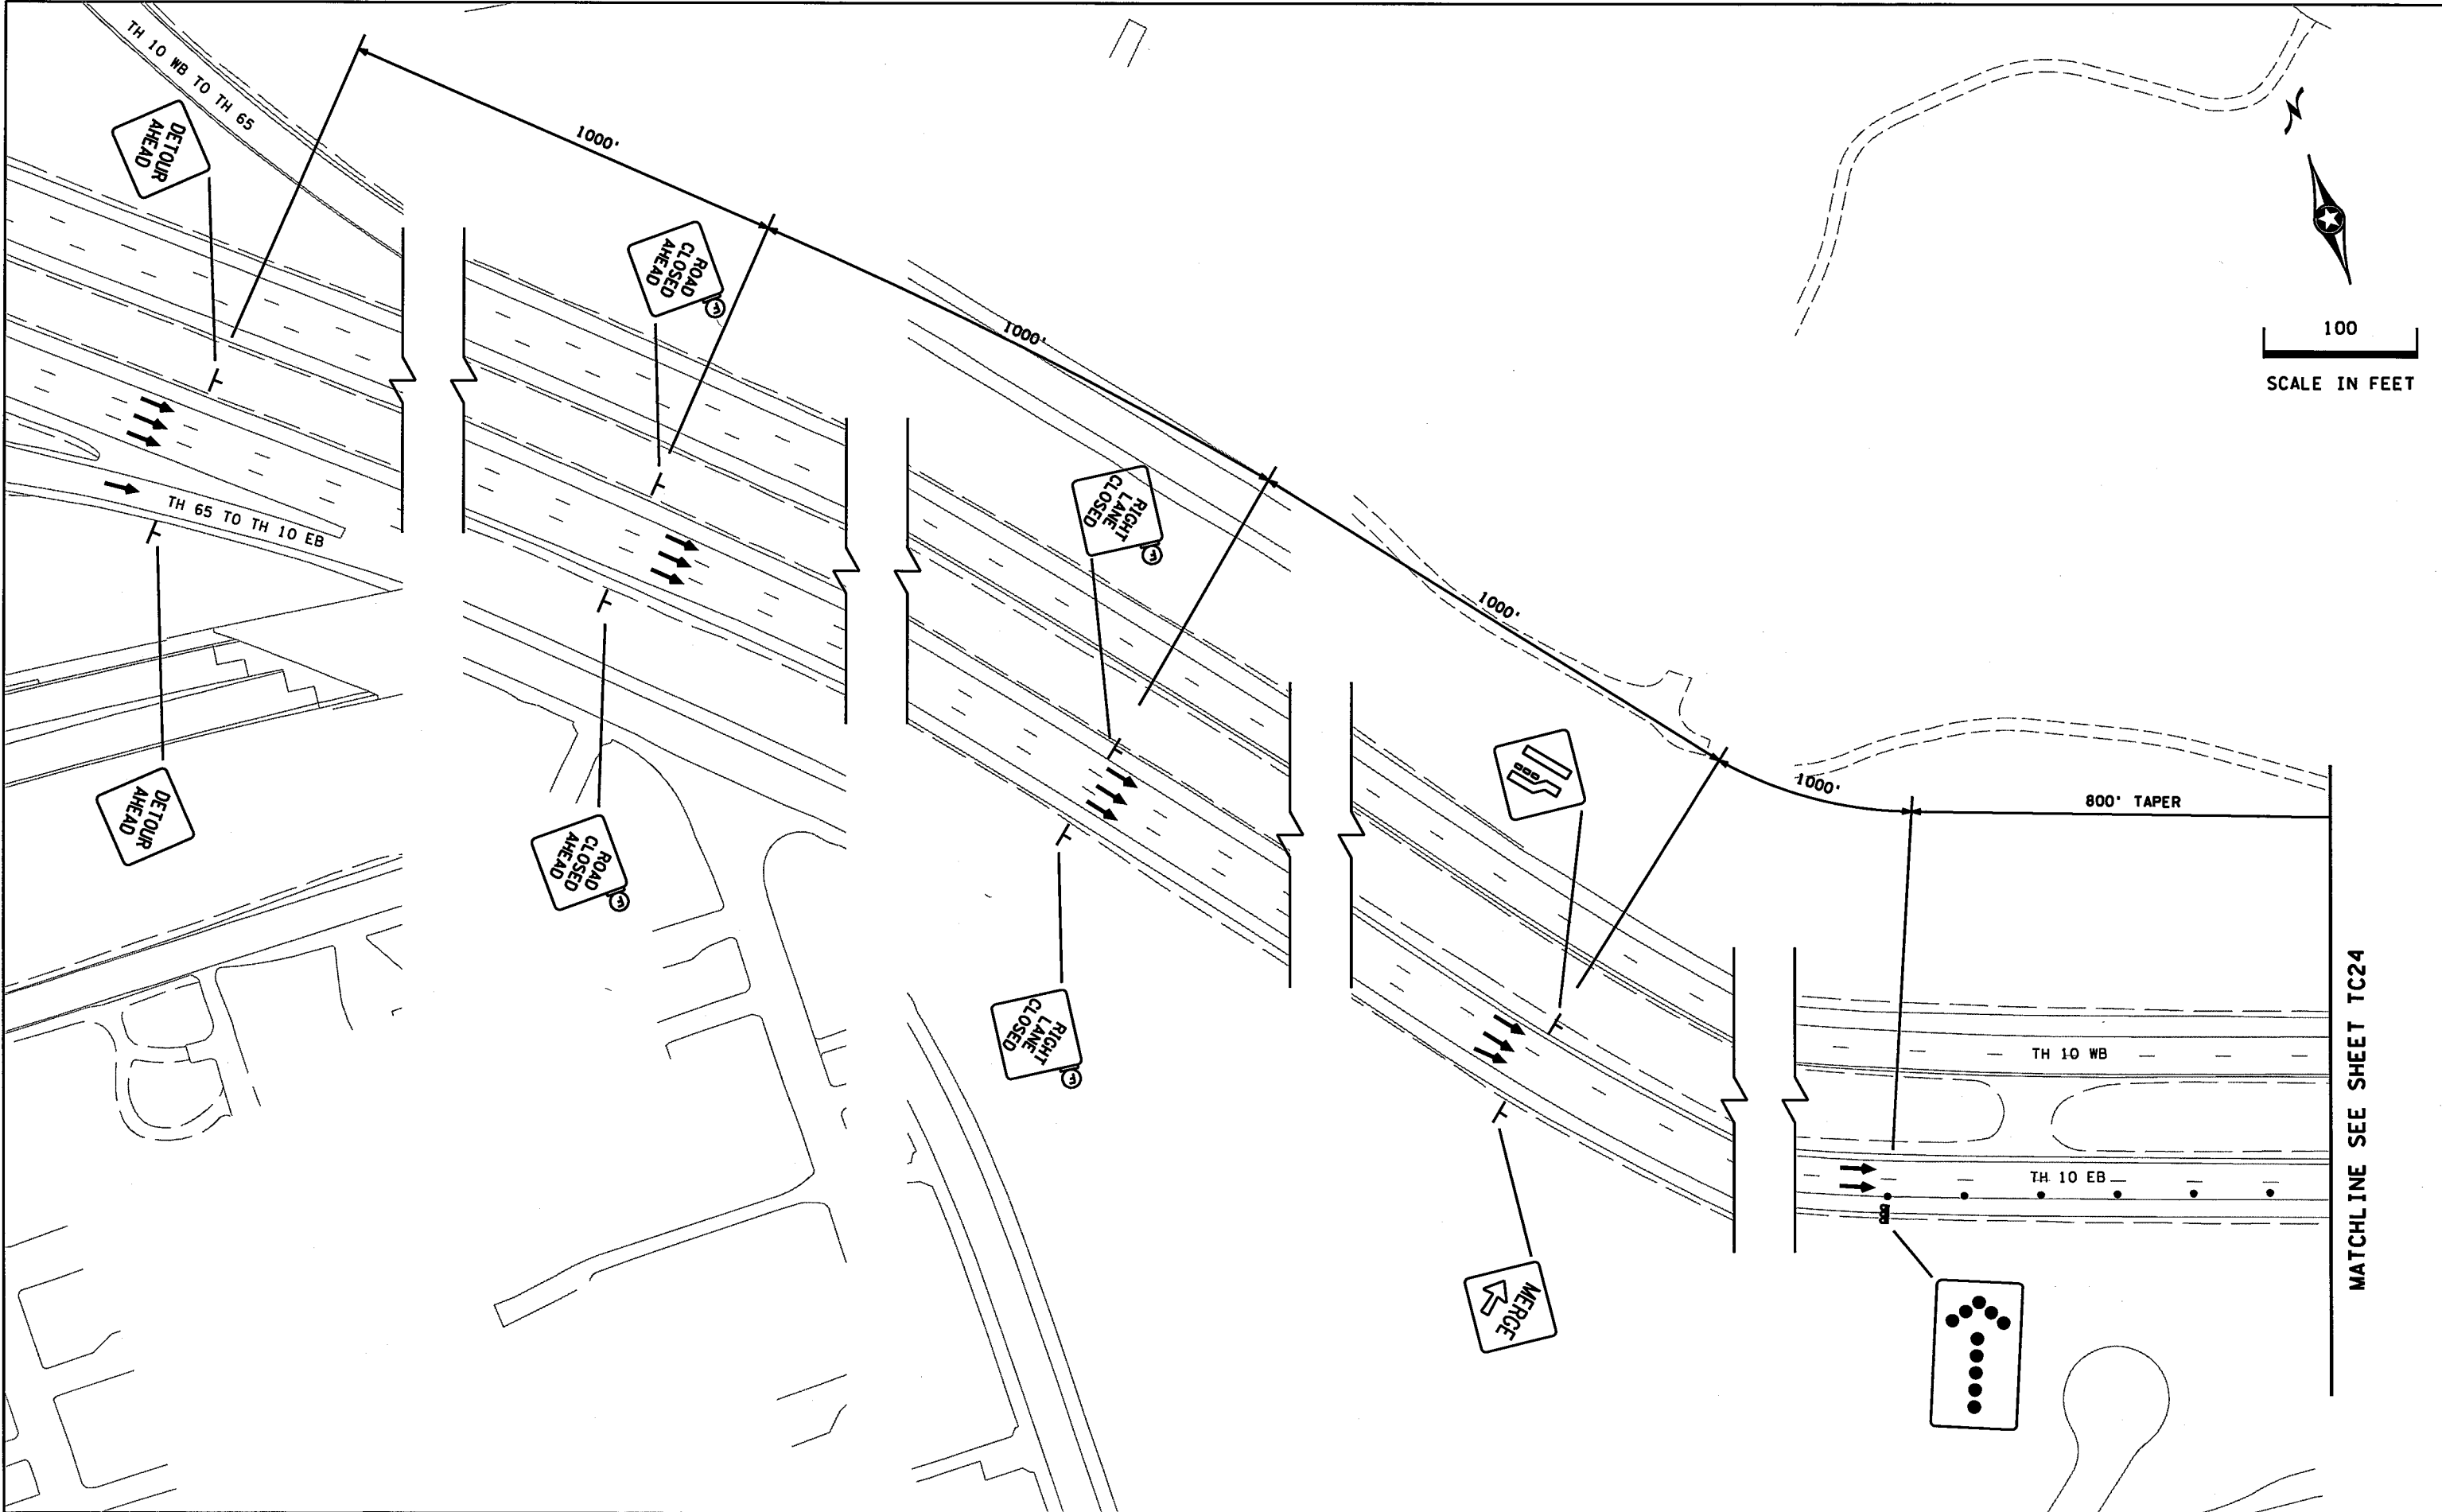 TH 10 WB TO TH 65
DETOUR
AHEAD
1000'
ROAD
CLOSED
AHEAD
F
1000'
100
SCALE IN FEET
TH 65 TO TH 10 EB
RIGHT
LANE
CLOSED
F
1000'
1000'
800' TAPER
DETOUR
AHEAD
ROAD
CLOSED
AHEAD
F
RIGHT
LANE
CLOSED
F
TH 10 WB
TH 10 EB
MERGE
MATCHLINE SEE SHEET TC24
N